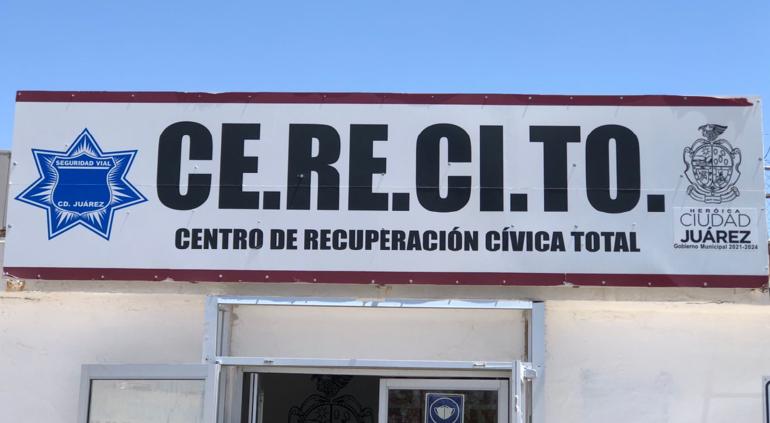 SEGURIDAD VIAL
CD. JUÁREZ
CE.RE.CI.TO.
CENTRO DE RECUPERACIÓN CÍVICA TOTAL
HERÓICA
CIUDAD
JUÁREZ
Gobierno Municipal 2021-2024